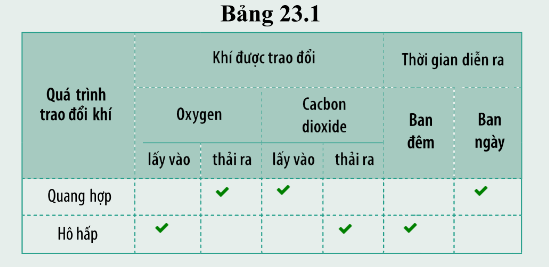 Bảng 23.1
Quá trình
trao đổi khí
Khí được trao đổi
Thời gian diễn ra
Oxygen
Cacbon
dioxide
Ban
đêm
Ban
ngày
lấy vào
thải ra
lấy vào
thải ra
Quang hợp
✓ ✓ ✓
Hô hấp
✓ ✓ ✓